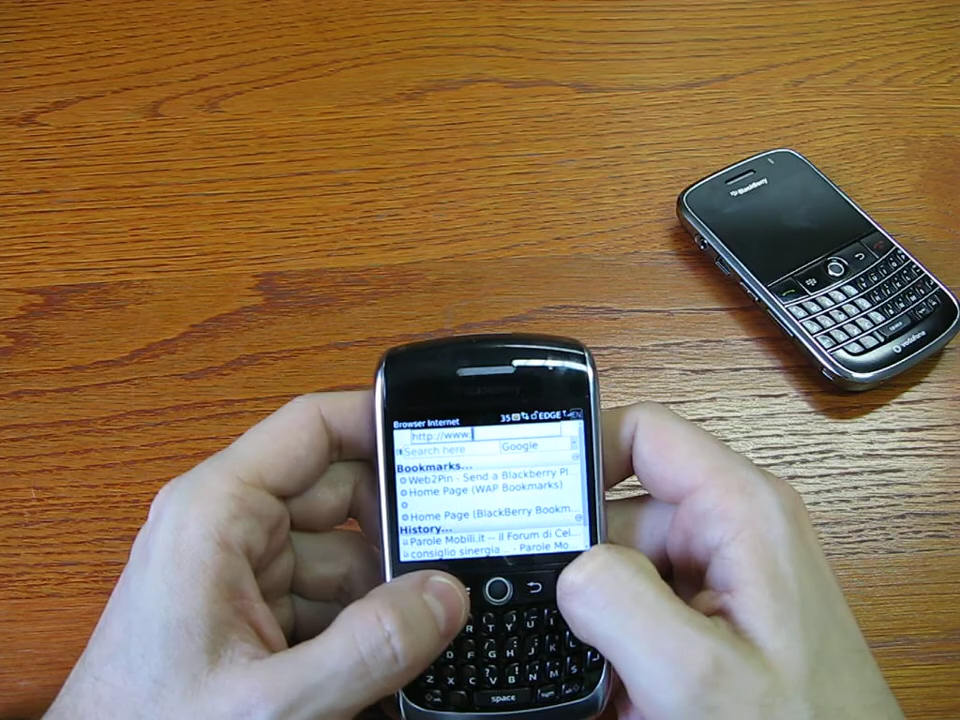 BlackBerry
vodafone
Browser Internet 35 EDGE EN
http://www.
Search here Google
Bookmarks...
Web2Pin - Send a Blackberry PI...
Home Page (WAP Bookmarks)
Home Page (BlackBerry Bookm...
History...
Parole Mobili.it -- il Forum di Cel...
consiglio sinergia... - Parole Mo...
R T Y U
D F G H J K
Z X C V B N M
space